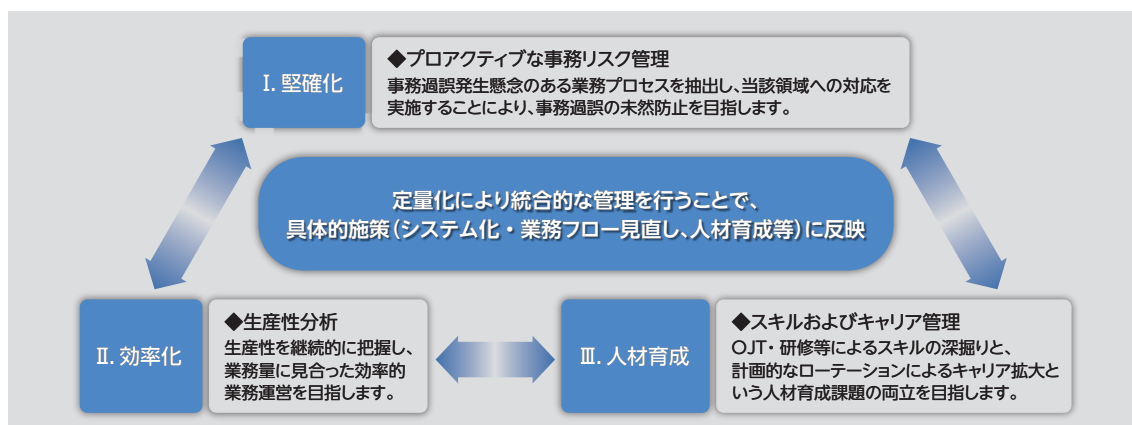 Ⅰ. 堅確化
◆プロアクティブな事務リスク管理
事務過誤発生懸念のある業務プロセスを抽出し、当該領域への対応を
実施することにより、事務過誤の未然防止を目指します。
定量化により統合的な管理を行うことで、
具体的施策（システム化・業務フロー見直し、人材育成等）に反映
Ⅱ. 効率化
◆生産性分析
生産性を継続的に把握し、
業務量に見合った効率的
業務運営を目指します。
Ⅲ. 人材育成
◆スキルおよびキャリア管理
OJT・研修等によるスキルの深掘りと、
計画的なローテーションによるキャリア拡大と
いう人材育成課題の両立を目指します。